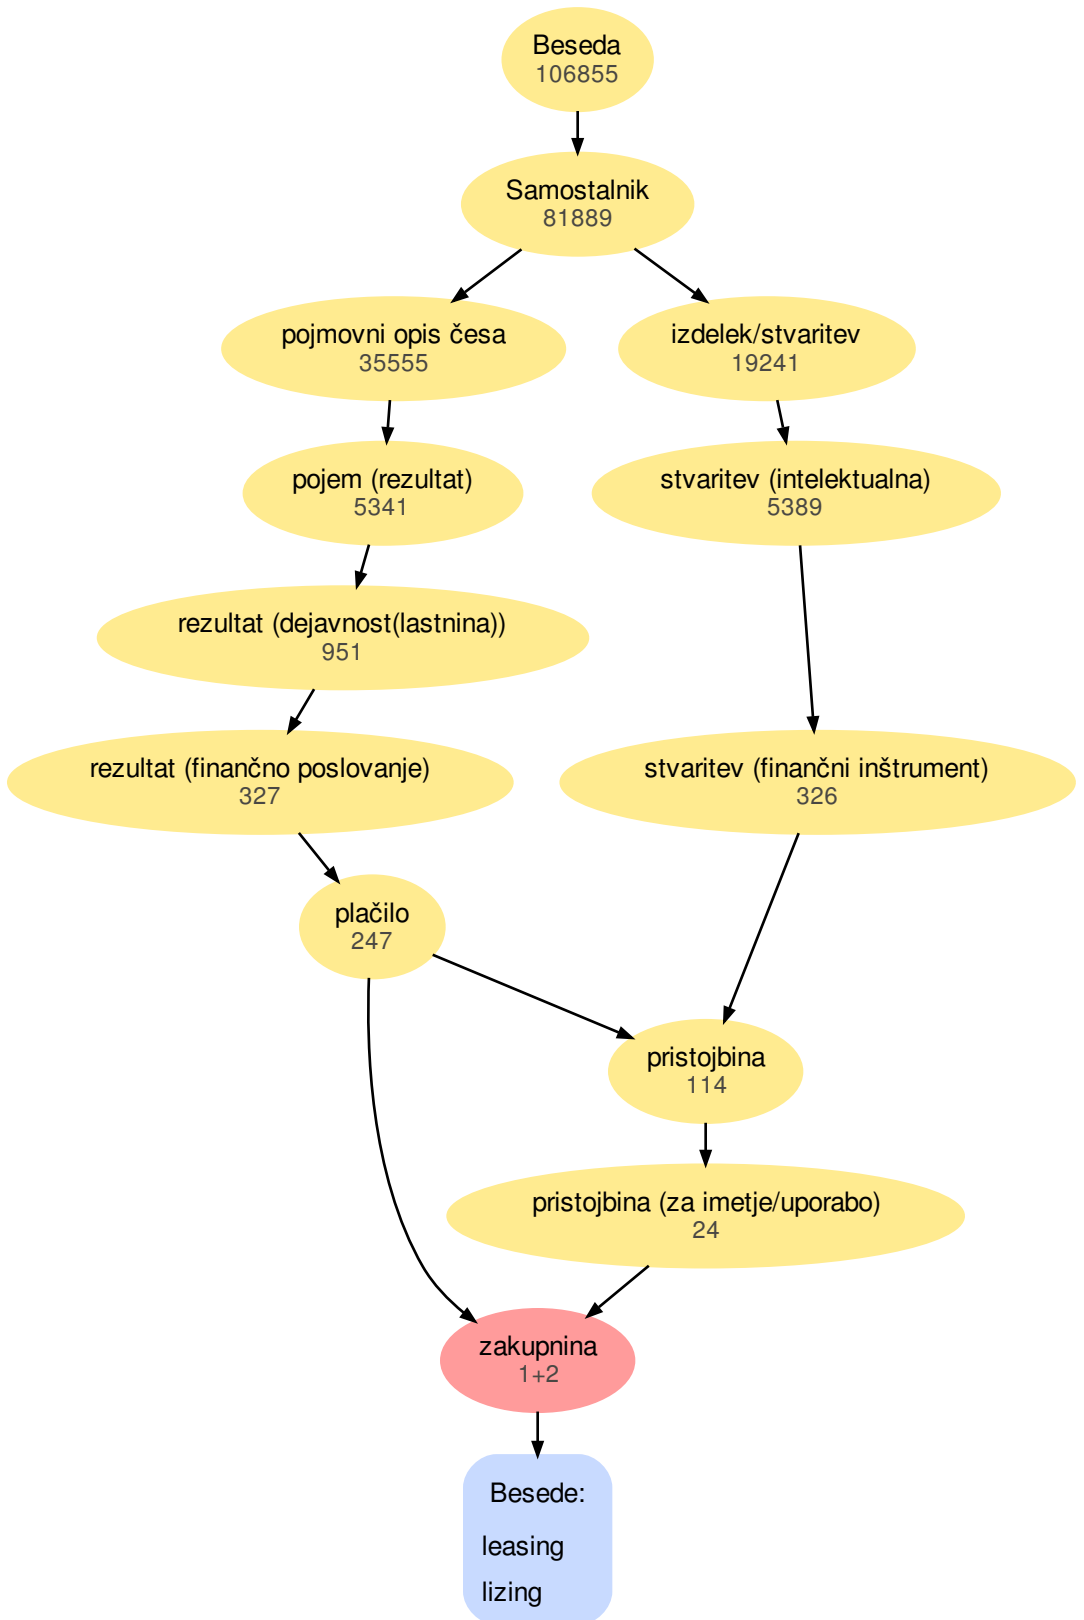 Beseda
106855
Samostalnik
81889
pojmovni opis česa
35555
izdelek/stvaritev
19241
pojem (rezultat)
5341
stvaritev (intelektualna)
5389
rezultat (dejavnost(lastnina))
951
rezultat (finančno poslovanje)
327
stvaritev (finančni inštrument)
326
plačilo
247
pristojbina
114
pristojbina (za imetje/uporabo)
24
zakupnina
1+2
Besede:
leasing
lizing